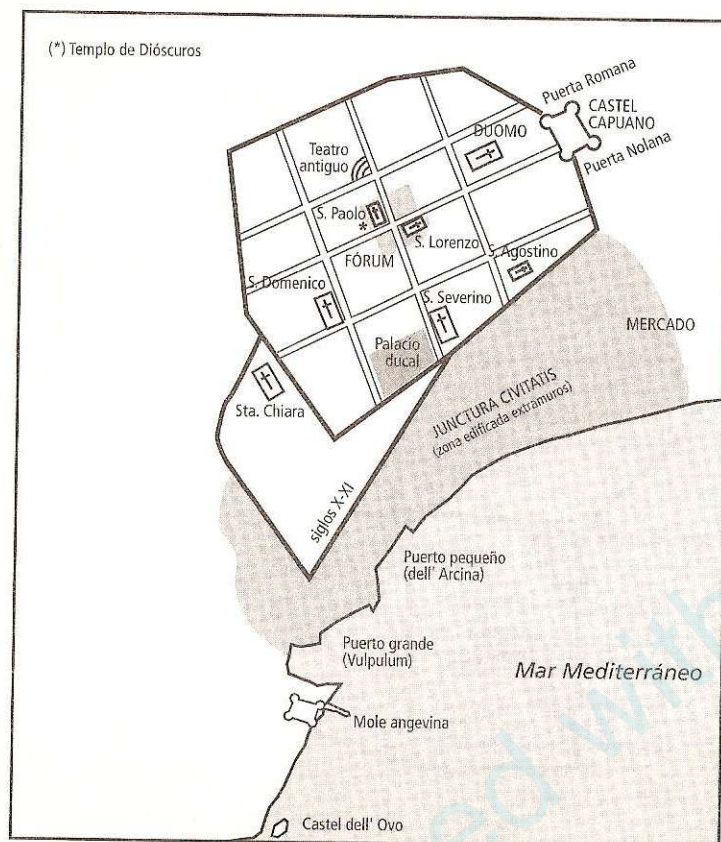 (*) Templo de Dióscuros
Puerta Romana
CASTEL
CAPUANO
Puerta Nolana
DUOMO
Teatro
antiguo
S. Paolo
*
S. Lorenzo
FÓRUM
S. Agostino
S. Domenico
S. Severino
MERCADO
Palacio
ducal
Sta. Chiara
JUNCTURA CIVITATIS
(zona edificada extramuros)
siglos X-XI
Puerto pequeño
(dell' Arcina)
Puerto grande
(Vulpulum)
Mar Mediterráneo
Mole angevina
Castel dell' Ovo
ed with